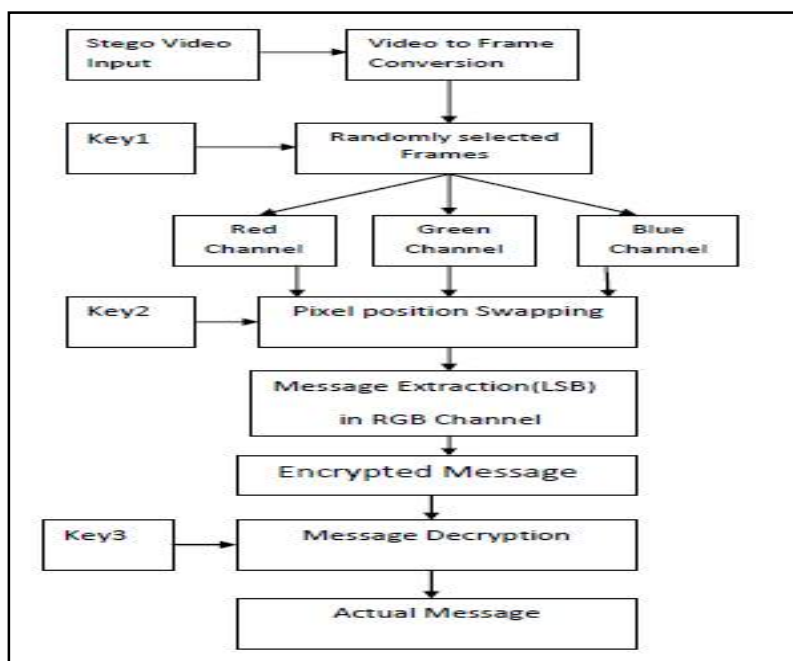 Stego Video
Input
Video to Frame
Conversion
Key1
Randomly selected
Frames
Red
Channel
Green
Channel
Blue
Channel
Key2
Pixel position Swapping
Message Extraction(LSB)
in RGB Channel
Encrypted Message
Key3
Message Decryption
Actual Message